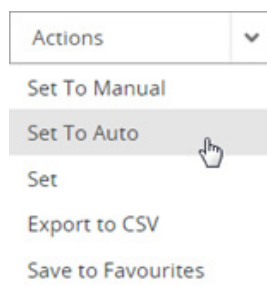 Actions
Set To Manual
Set To Auto
Set
Export to CSV
Save to Favourites